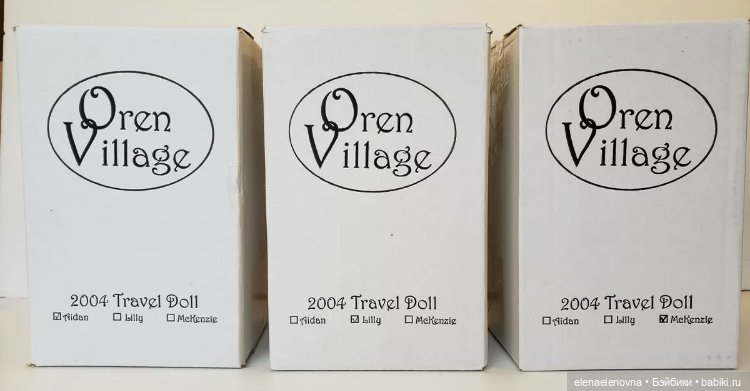 Oren
Village
2004 Travel Doll
☑ Aidan ☐ Lilly ☐ McKenzie
Oren
Village
2004 Travel Doll
☐ Aidan ☑ Lilly ☐ McKenzie
Oren
Village
2004 Travel Doll
☐ Aidan ☐ Lilly ☑ McKenzie
elenaelenovna • Бэйбики • babiki.ru